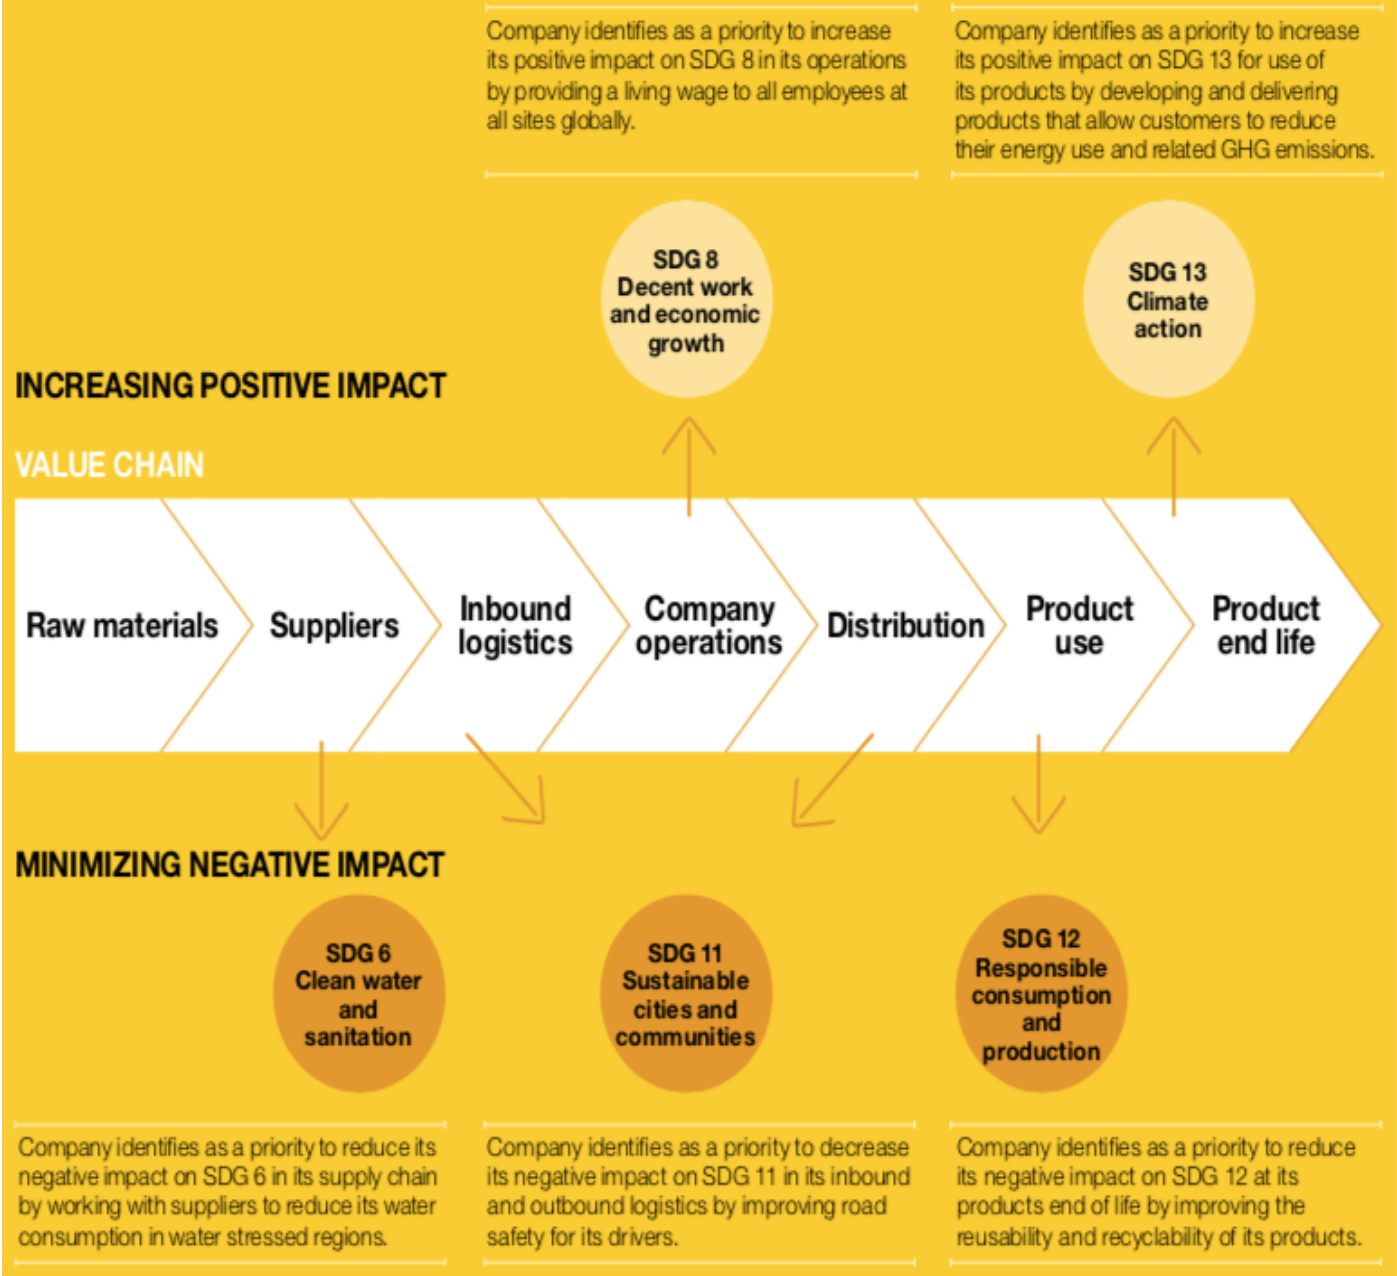 Company identifies as a priority to increase
its positive impact on SDG 8 in its operations
by providing a living wage to all employees at
all sites globally.
Company identifies as a priority to increase
its positive impact on SDG 13 for use of
its products by developing and delivering
products that allow customers to reduce
their energy use and related GHG emissions.
SDG 8
Decent work
and economic
growth
SDG 13
Climate
action
INCREASING POSITIVE IMPACT
VALUE CHAIN
Raw materials
Suppliers
Inbound
logistics
Company
operations
Distribution
Product
use
Product
end life
MINIMIZING NEGATIVE IMPACT
SDG 6
Clean water
and
sanitation
SDG 11
Sustainable
cities and
communities
SDG 12
Responsible
consumption
and
production
Company identifies as a priority to reduce its
negative impact on SDG 6 in its supply chain
by working with suppliers to reduce its water
consumption in water stressed regions.
Company identifies as a priority to decrease
its negative impact on SDG 11 in its inbound
and outbound logistics by improving road
safety for its drivers.
Company identifies as a priority to reduce
its negative impact on SDG 12 at its
products end of life by improving the
reusability and recyclability of its products.